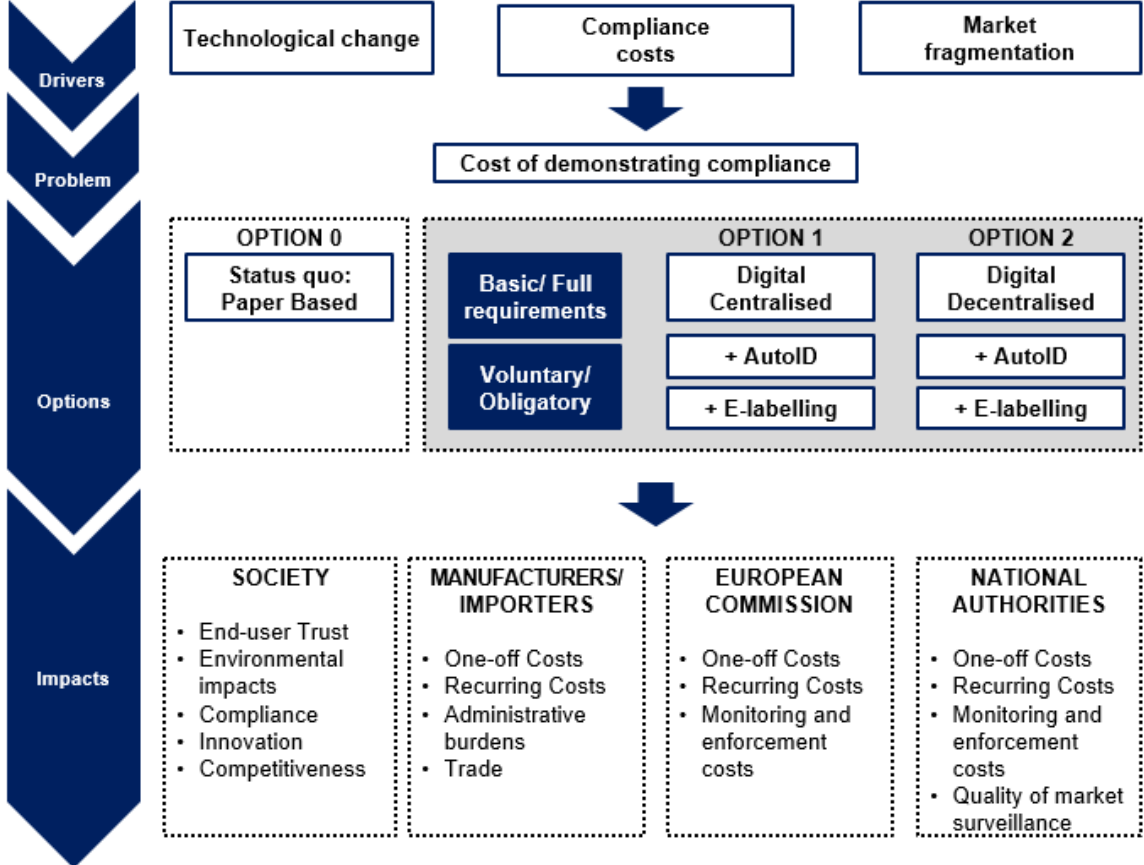 Drivers
Technological change
Compliance
costs
Market
fragmentation
Problem
Cost of demonstrating compliance
Options
OPTION 0
Status quo:
Paper Based
Basic/ Full
requirements
Voluntary/
Obligatory
OPTION 1
Digital
Centralised
+ AutoID
+ E-labelling
OPTION 2
Digital
Decentralised
+ AutoID
+ E-labelling
Impacts
SOCIETY
• End-user Trust
• Environmental
impacts
• Compliance
• Innovation
• Competitiveness
MANUFACTURERS/
IMPORTERS
• One-off Costs
• Recurring Costs
• Administrative
burdens
• Trade
EUROPEAN
COMMISSION
• One-off Costs
• Recurring Costs
• Monitoring and
enforcement
costs
NATIONAL
AUTHORITIES
• One-off Costs
• Recurring Costs
• Monitoring and
enforcement
costs
• Quality of market
surveillance